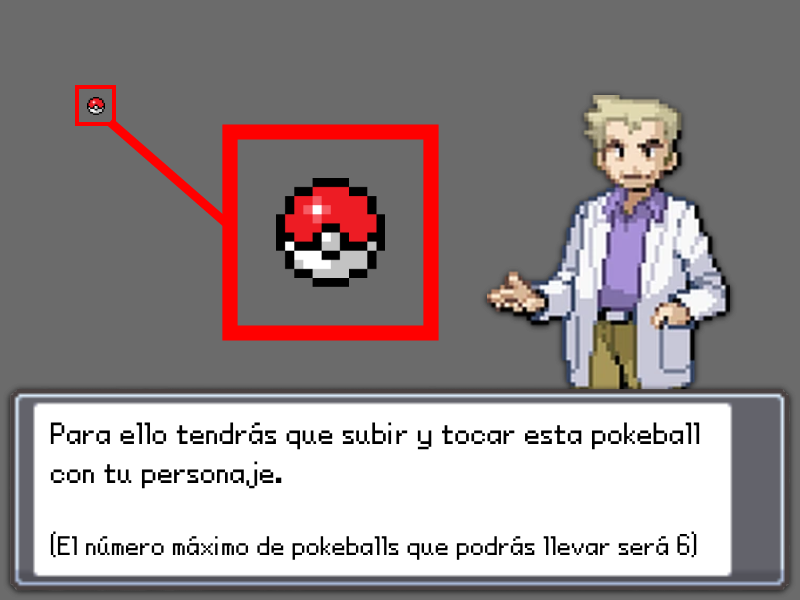 Para ello tendrás que subir y tocar esta pokeball
con tu personaje.
(El número máximo de pokeballs que podrás llevar será 6)